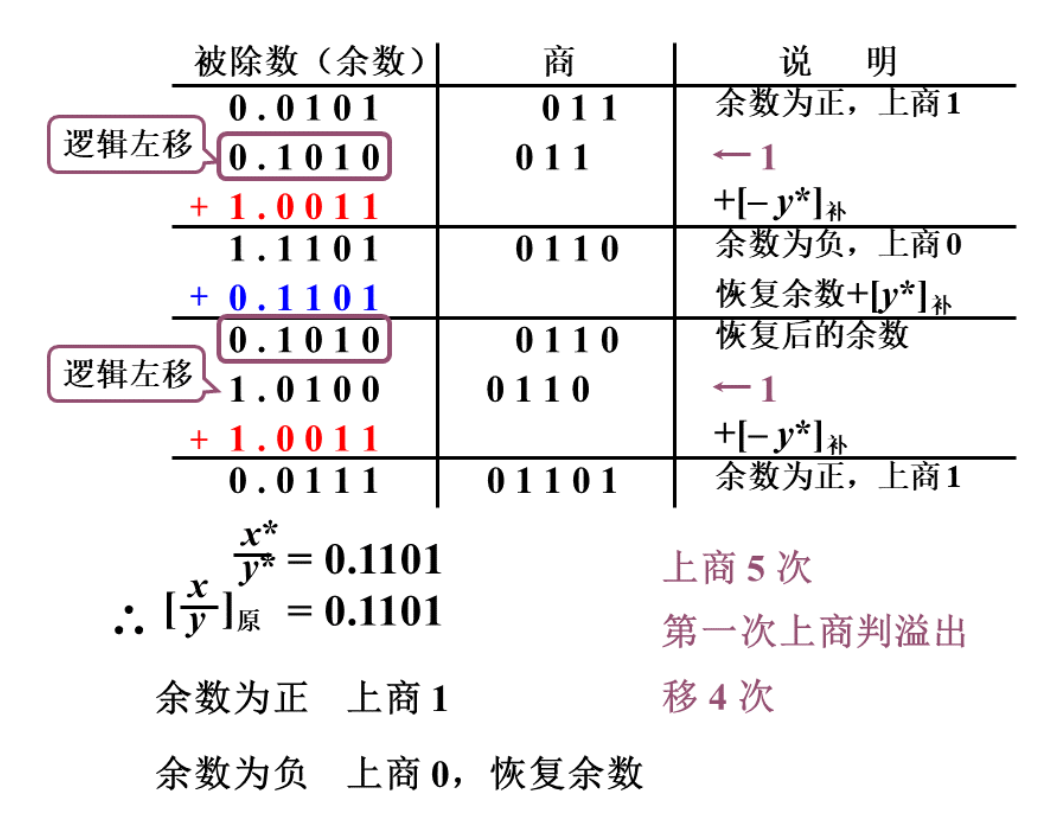 被除数（余数） 商 说 明
0.0101 011 余数为正，上商1
逻辑左移 0.1010 011 ←1
+ 1.0011 +[– y*]补
1.1101 0110 余数为负，上商0
+ 0.1101 恢复余数+[y*]补
0.1010 0110 恢复后的余数
逻辑左移 1.0100 0110 ←1
+ 1.0011 +[– y*]补
0.0111 01101 余数为正，上商1
x*/y* = 0.1101 上商 5 次
∴ [x/y]原 = 0.1101 第一次上商判溢出
余数为正 上商 1 移 4 次
余数为负 上商 0，恢复余数